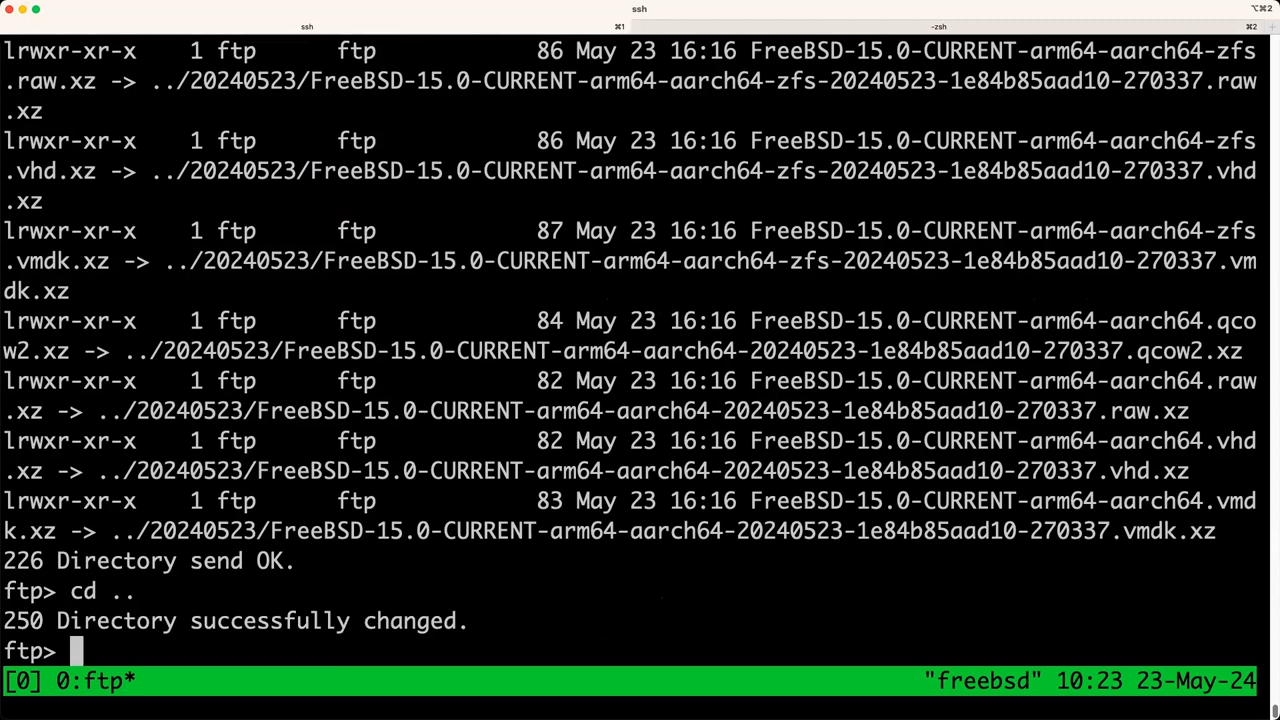 ssh
⌥⌘2
ssh ⌘1 -zsh ⌘2
lrwxr-xr-x    1 ftp      ftp            86 May 23 16:16 FreeBSD-15.0-CURRENT-arm64-aarch64-zfs
.raw.xz -> ../20240523/FreeBSD-15.0-CURRENT-arm64-aarch64-zfs-20240523-1e84b85aad10-270337.raw
.xz
lrwxr-xr-x    1 ftp      ftp            86 May 23 16:16 FreeBSD-15.0-CURRENT-arm64-aarch64-zfs
.vhd.xz -> ../20240523/FreeBSD-15.0-CURRENT-arm64-aarch64-zfs-20240523-1e84b85aad10-270337.vhd
.xz
lrwxr-xr-x    1 ftp      ftp            87 May 23 16:16 FreeBSD-15.0-CURRENT-arm64-aarch64-zfs
.vmdk.xz -> ../20240523/FreeBSD-15.0-CURRENT-arm64-aarch64-zfs-20240523-1e84b85aad10-270337.vm
dk.xz
lrwxr-xr-x    1 ftp      ftp            84 May 23 16:16 FreeBSD-15.0-CURRENT-arm64-aarch64.qco
w2.xz -> ../20240523/FreeBSD-15.0-CURRENT-arm64-aarch64-20240523-1e84b85aad10-270337.qcow2.xz
lrwxr-xr-x    1 ftp      ftp            82 May 23 16:16 FreeBSD-15.0-CURRENT-arm64-aarch64.raw
.xz -> ../20240523/FreeBSD-15.0-CURRENT-arm64-aarch64-20240523-1e84b85aad10-270337.raw.xz
lrwxr-xr-x    1 ftp      ftp            82 May 23 16:16 FreeBSD-15.0-CURRENT-arm64-aarch64.vhd
.xz -> ../20240523/FreeBSD-15.0-CURRENT-arm64-aarch64-20240523-1e84b85aad10-270337.vhd.xz
lrwxr-xr-x    1 ftp      ftp            83 May 23 16:16 FreeBSD-15.0-CURRENT-arm64-aarch64.vmd
k.xz -> ../20240523/FreeBSD-15.0-CURRENT-arm64-aarch64-20240523-1e84b85aad10-270337.vmdk.xz
226 Directory send OK.
ftp> cd ..
250 Directory successfully changed.
ftp>
[0] 0:ftp* "freebsd" 10:23 23-May-24